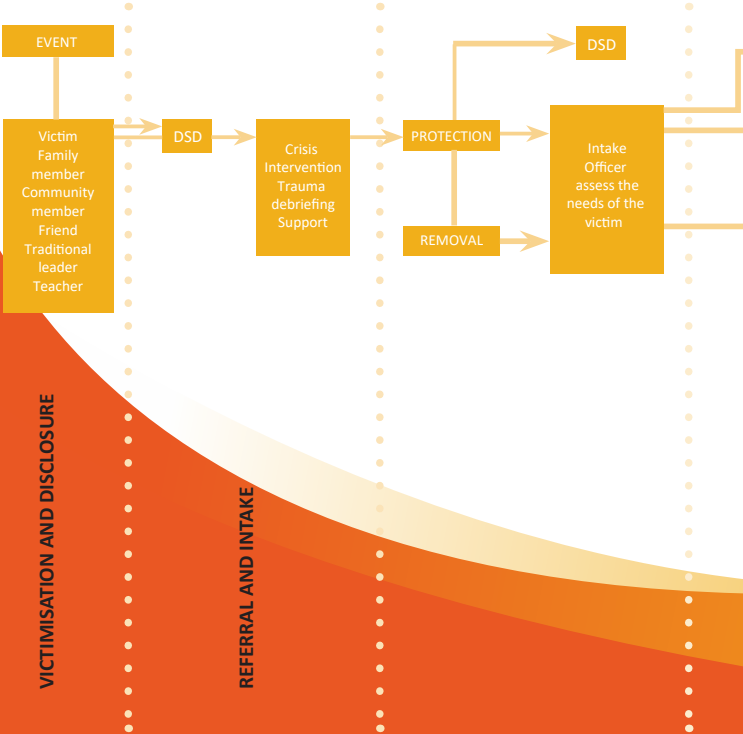 EVENT
Victim
Family
member
Community
member
Friend
Traditional
leader
Teacher
DSD
Crisis
Intervention
Trauma
debriefing
Support
PROTECTION
REMOVAL
DSD
Intake
Officer
assess the
needs of the
victim
VICTIMISATION AND DISCLOSURE
REFERRAL AND INTAKE